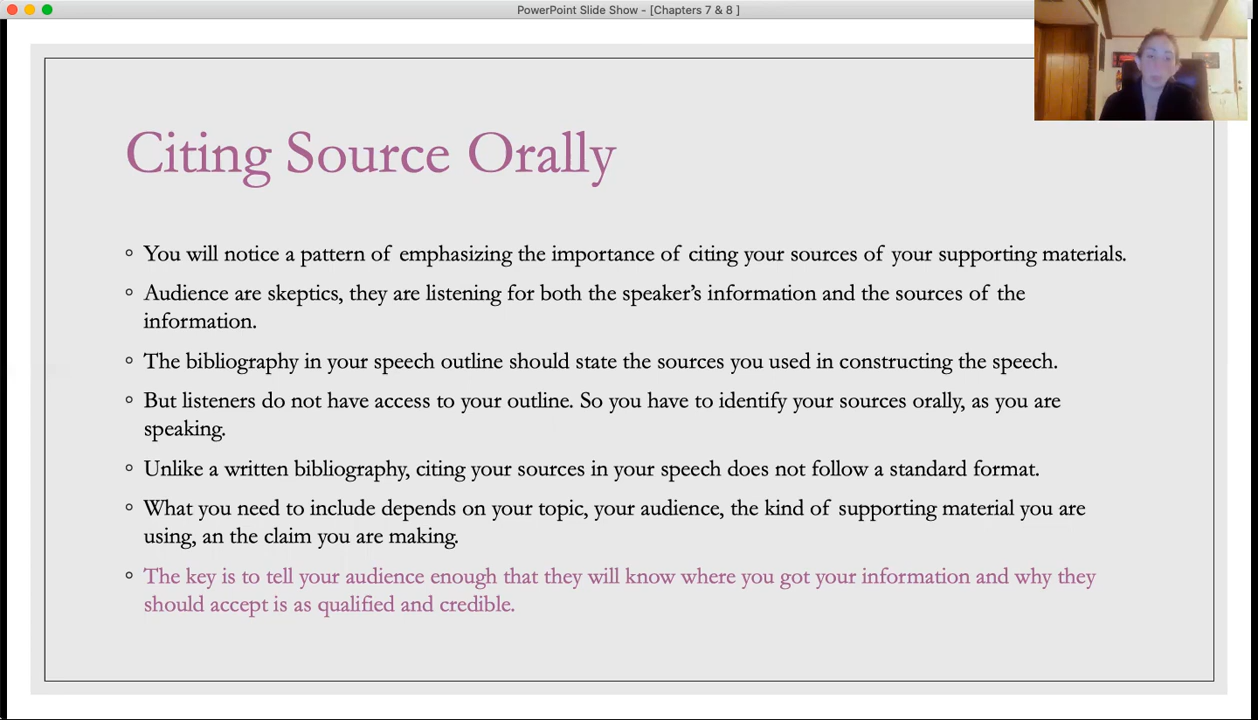 PowerPoint Slide Show - [Chapters 7 & 8 ]
Citing Source Orally
You will notice a pattern of emphasizing the importance of citing your sources of your supporting materials.
Audience are skeptics, they are listening for both the speaker's information and the sources of the
information.
The bibliography in your speech outline should state the sources you used in constructing the speech.
But listeners do not have access to your outline. So you have to identify your sources orally, as you are
speaking.
Unlike a written bibliography, citing your sources in your speech does not follow a standard format.
What you need to include depends on your topic, your audience, the kind of supporting material you are
using, an the claim you are making.
The key is to tell your audience enough that they will know where you got your information and why they
should accept is as qualified and credible.